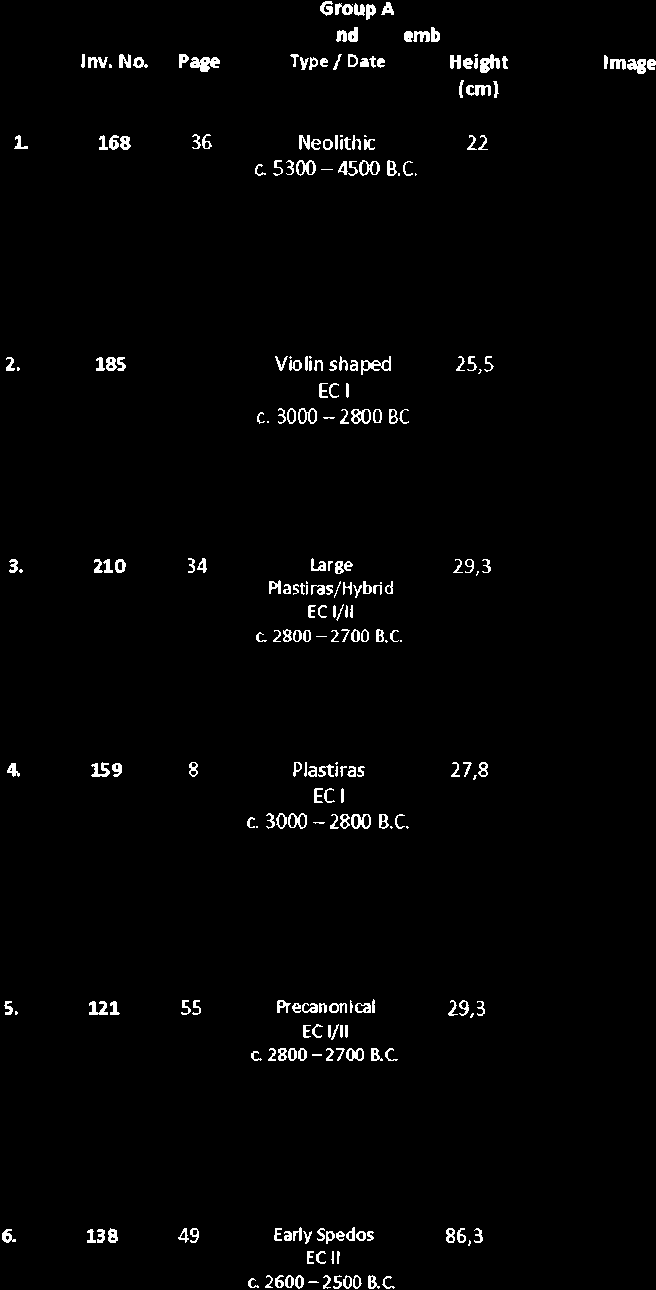 Group A
nd emb
Inv. No. Page Type / Date Height (cm) Image
1. 168 36 Neolithic 22
c. 5300 – 4500 B.C.
2. 185 Violin shaped 25,5
EC I
c. 3000 – 2800 BC
3. 210 34 Large 29,3
Plastiras/Hybrid
EC I/II
c. 2800 – 2700 B.C.
4. 159 8 Plastiras 27,8
EC I
c. 3000 – 2800 B.C.
5. 121 55 Precanonical 29,3
EC I/II
c. 2800 – 2700 B.C.
6. 138 49 Early Spedos 86,3
EC II
c. 2600 – 2500 B.C.